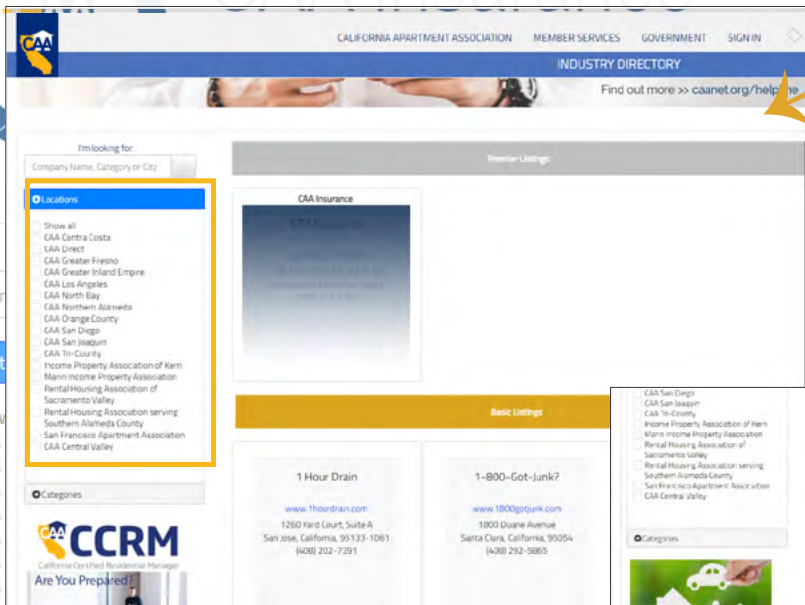 CAA
CALIFORNIA APARTMENT ASSOCIATION MEMBER SERVICES GOVERNMENT SIGN IN
INDUSTRY DIRECTORY
Find out more >> caanet.org/helpline
I'm looking for
Company Name, Category or City
Premier Listings
Locations
Show all
CAA Contra Costa
CAA Direct
CAA Greater Fresno
CAA Greater Inland Empire
CAA Los Angeles
CAA North Bay
CAA Northern Alameda
CAA Orange County
CAA San Diego
CAA San Joaquin
CAA Tri-County
Income Property Association of Kern
Marin Income Property Association
Rental Housing Association of
Sacramento Valley
Rental Housing Association serving
Southern Alameda County
San Francisco Apartment Association
CAA Central Valley
Categories
CAA CCRM
California Certified Residential Manager
Are You Prepared?
CAA Insurance
Basic Listings
1 Hour Drain
www.1hourdrain.com
1260 Yard Court, Suite A
San Jose, California, 95133-1061
(408) 202-7391
1-800-Got-Junk?
www.1800gotjunk.com
1800 Duane Avenue
Santa Clara, California, 95054
(408) 292-5865
CAA San Diego
CAA San Joaquin
CAA Tri-County
Income Property Association of Kern
Marin Income Property Association
Rental Housing Association of
Sacramento Valley
Rental Housing Association serving
Southern Alameda County
San Francisco Apartment Association
CAA Central Valley
Categories